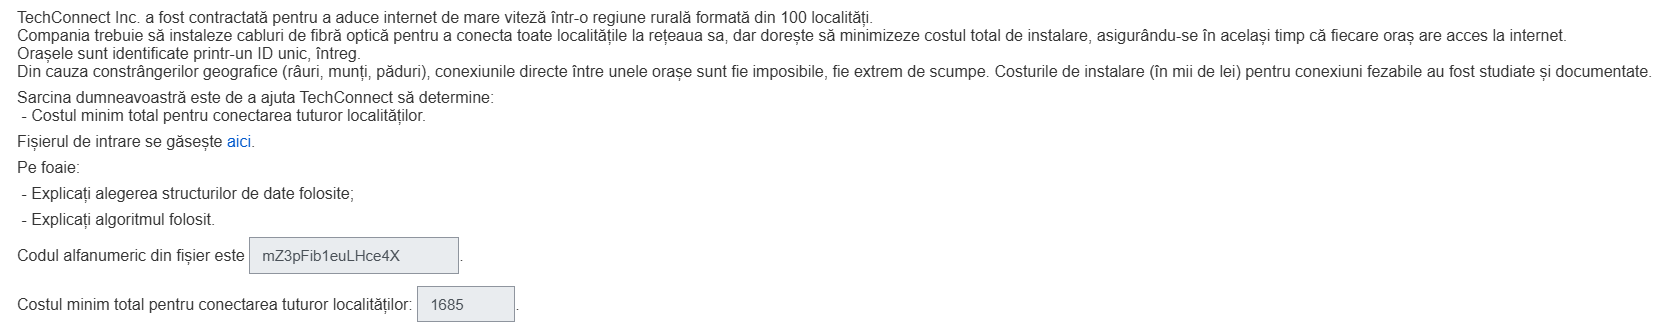 TechConnect Inc. a fost contractată pentru a aduce internet de mare viteză într-o regiune rurală formată din 100 localități.
Compania trebuie să instaleze cabluri de fibră optică pentru a conecta toate localitățile la rețeaua sa, dar dorește să minimizeze costul total de instalare, asigurându-se în același timp că fiecare oraș are acces la internet.
Orașele sunt identificate printr-un ID unic, întreg.
Din cauza constrângerilor geografice (râuri, munți, păduri), conexiunile directe între unele orașe sunt fie imposibile, fie extrem de scumpe. Costurile de instalare (în mii de lei) pentru conexiuni fezabile au fost studiate și documentate.
Sarcina dumneavoastră este de a ajuta TechConnect să determine:
- Costul minim total pentru conectarea tuturor localităților.
Fișierul de intrare se găsește aici.
Pe foaie:
- Explicați alegerea structurilor de date folosite;
- Explicați algoritmul folosit.
Codul alfanumeric din fișier este mZ3pFib1euLHce4X.
Costul minim total pentru conectarea tuturor localităților: 1685.